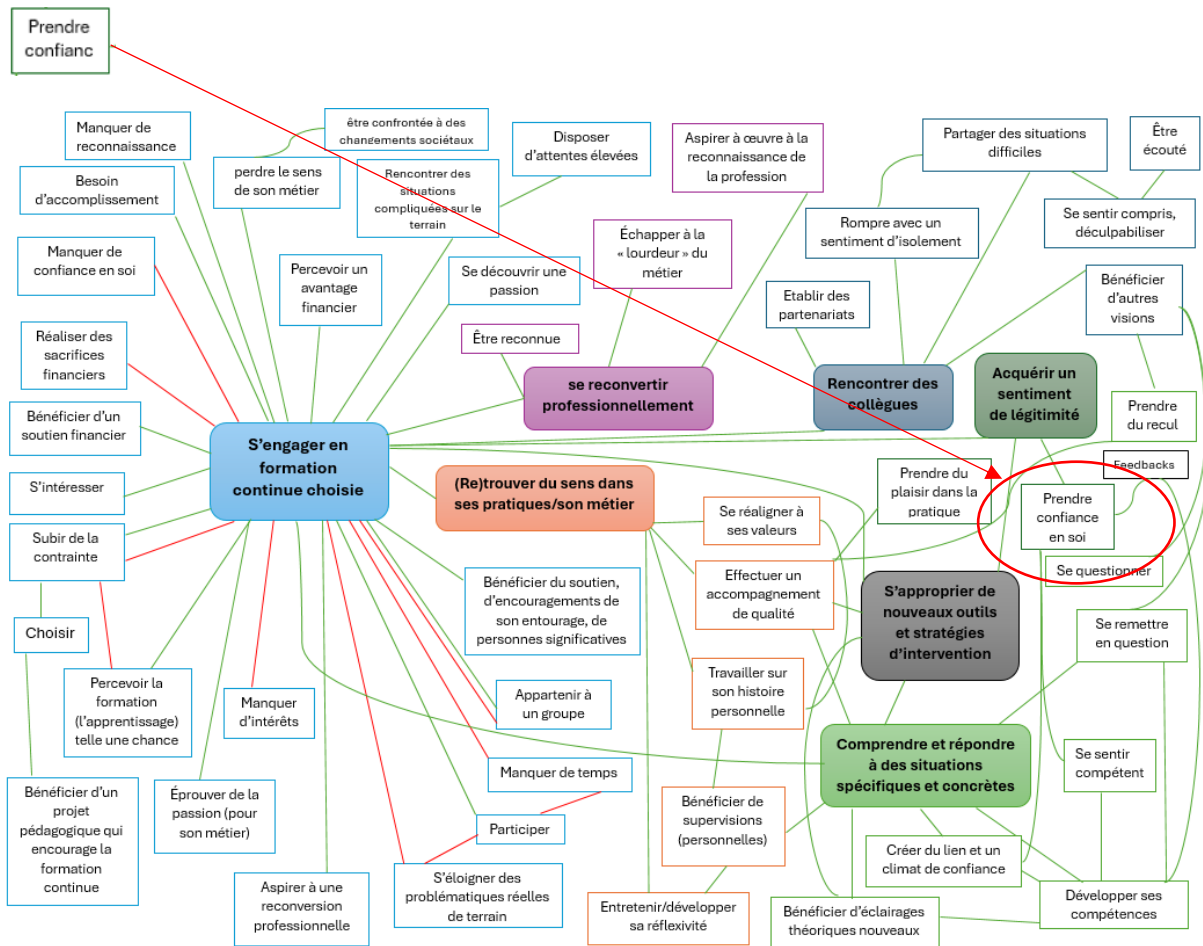 Prendre
confianc
Manquer de
reconnaissance
être confrontée à des
changements sociétaux
Disposer
d'attentes élevées
Aspirer à œuvre à la
reconnaissance de
la profession
Partager des situations
difficiles
Être
écouté
Besoin
d'accomplissement
perdre le sens
de son métier
Rencontrer des
situations
compliquées sur le
terrain
Rompre avec un
sentiment d'isolement
Se sentir compris,
déculpabiliser
Manquer de
confiance en soi
Percevoir un
avantage
financier
Se découvrir une
passion
Échapper à la
« lourdeur » du
métier
Etablir des
partenariats
Bénéficier
d'autres
visions
Réaliser des
sacrifices
financiers
Être reconnue
se reconvertir
professionnellement
Rencontrer des
collègues
Acquérir un
sentiment
de légitimité
Prendre
du recul
Bénéficier d'un
soutien financier
S'engager en
formation
continue choisie
(Re)trouver du sens dans
ses pratiques/son métier
Prendre du
plaisir dans la
pratique
Feedbacks
S'intéresser
Se réaligner à
ses valeurs
Prendre
confiance
en soi
Subir de la
contrainte
Bénéficier du soutien,
d'encouragements de
son entourage, de
personnes significatives
Effectuer un
accompagnement
de qualité
S'approprier de
nouveaux outils
et stratégies
d'intervention
Se questionner
Choisir
Se remettre
en question
Percevoir la
formation
(l'apprentissage)
telle une chance
Manquer
d'intérêts
Appartenir à
un groupe
Travailler sur
son histoire
personnelle
Comprendre et répondre
à des situations
spécifiques et concrètes
Se sentir
compétent
Bénéficier d'un
projet
pédagogique qui
encourage la
formation
continue
Éprouver de la
passion (pour
son métier)
Manquer de temps
Participer
Bénéficier de
supervisions
(personnelles)
Créer du lien et un
climat de confiance
Aspirer à une
reconversion
professionnelle
S'éloigner des
problématiques réelles
de terrain
Entretenir/développer
sa réflexivité
Bénéficier d'éclairages
théoriques nouveaux
Développer ses
compétences